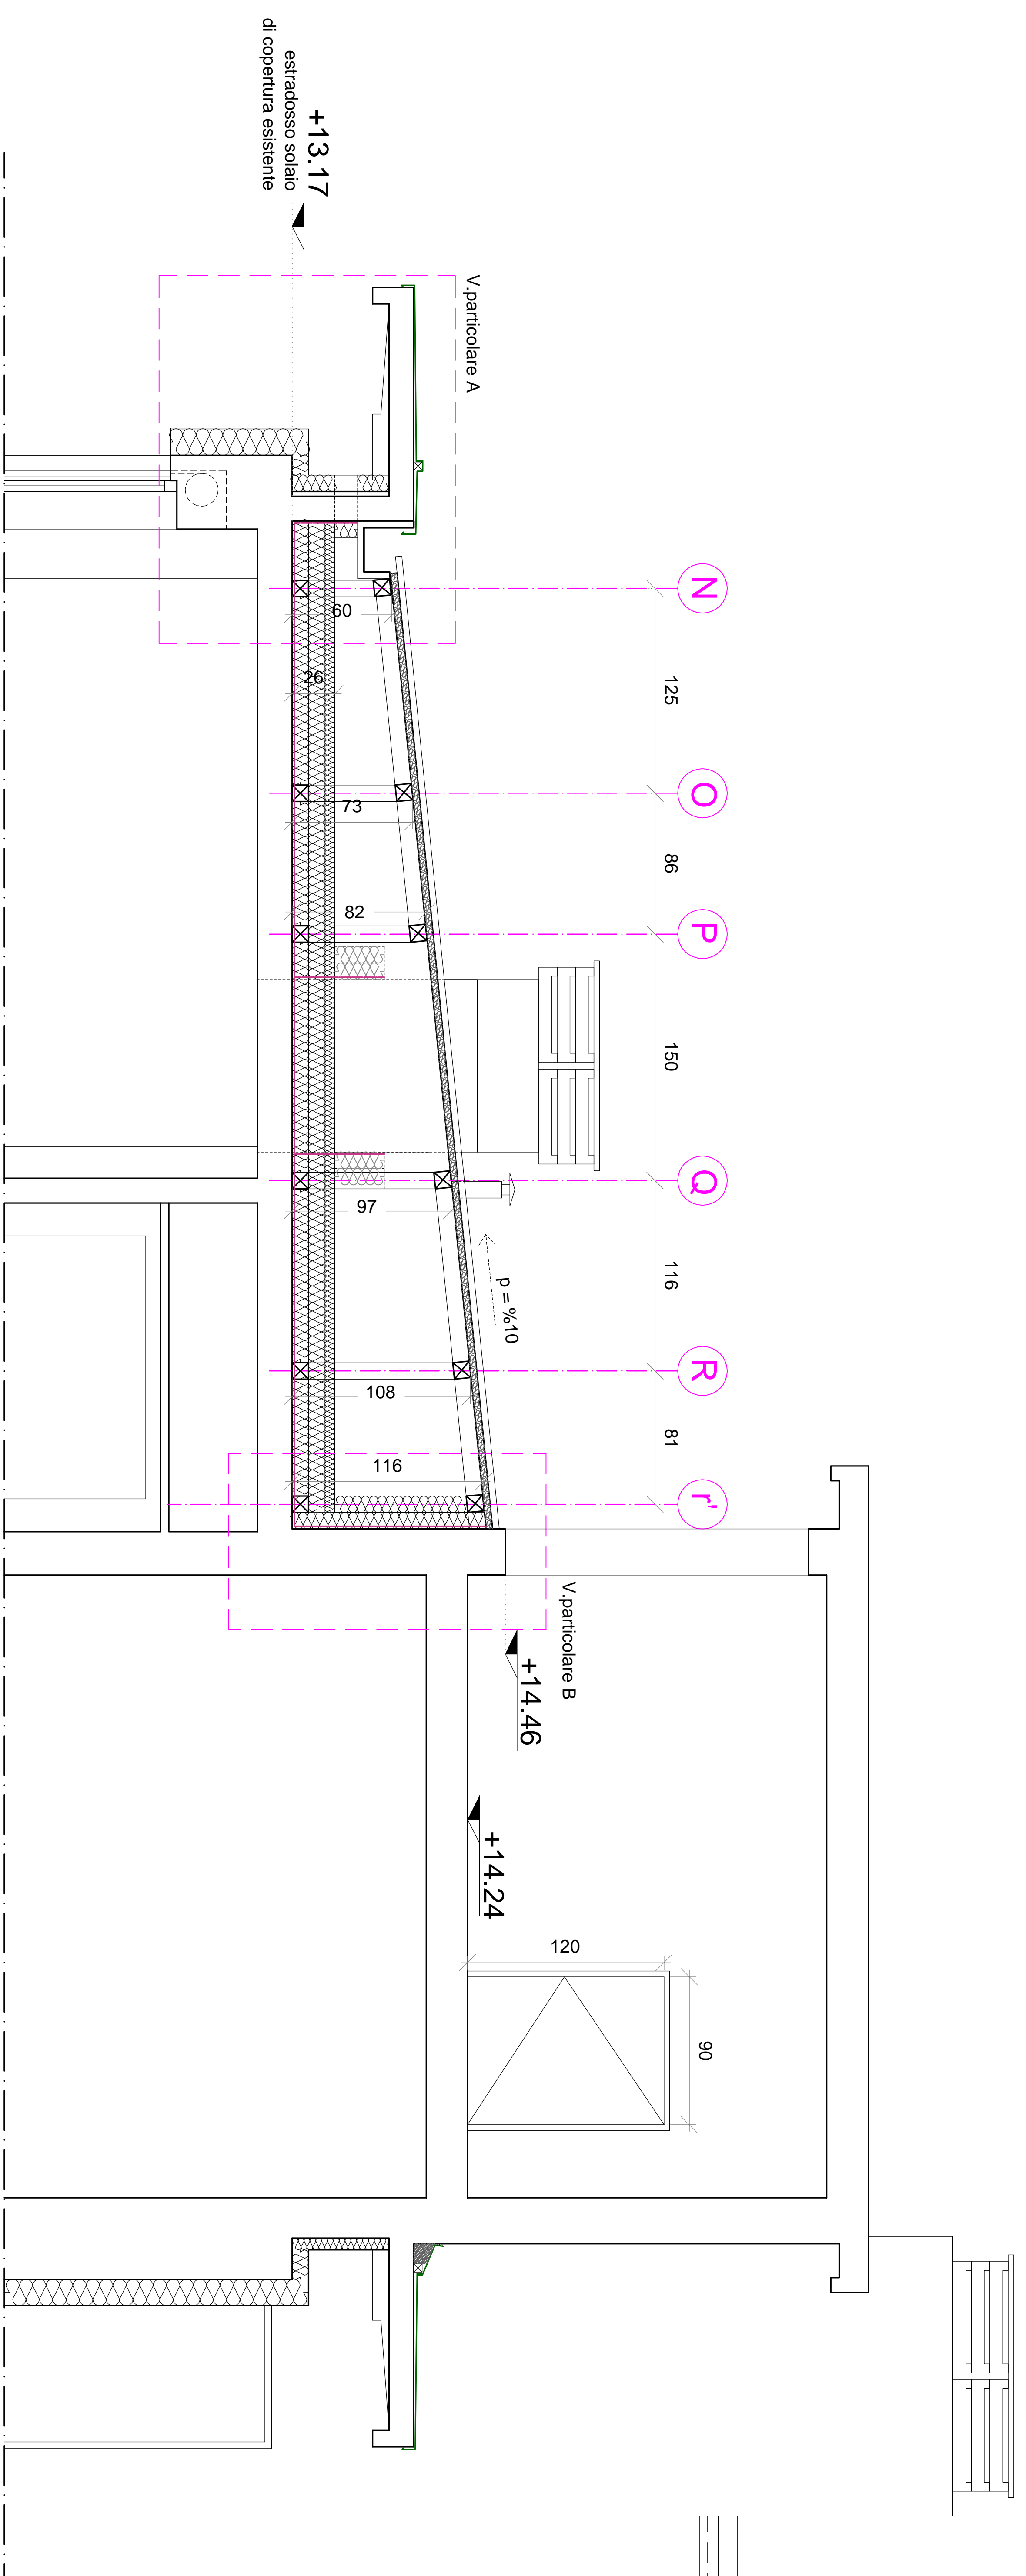 +13.17
estradosso solaio
di copertura esistente
V.particolare A
N
O
P
Q
R
r'
125
86
150
116
81
60
26
73
82
97
108
116
p = %10
V.particolare B
+14.46
+14.24
120
90